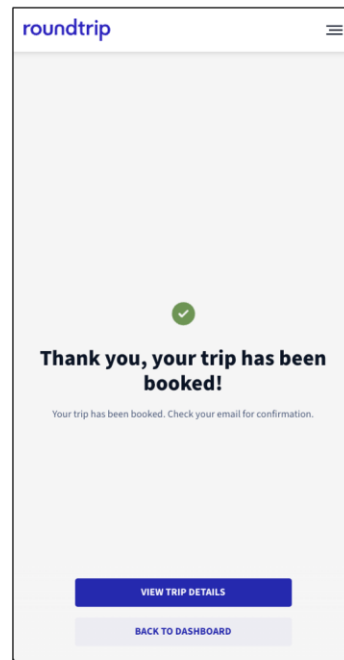 roundtrip
Thank you, your trip has been
booked!
Your trip has been booked. Check your email for confirmation.
VIEW TRIP DETAILS
BACK TO DASHBOARD